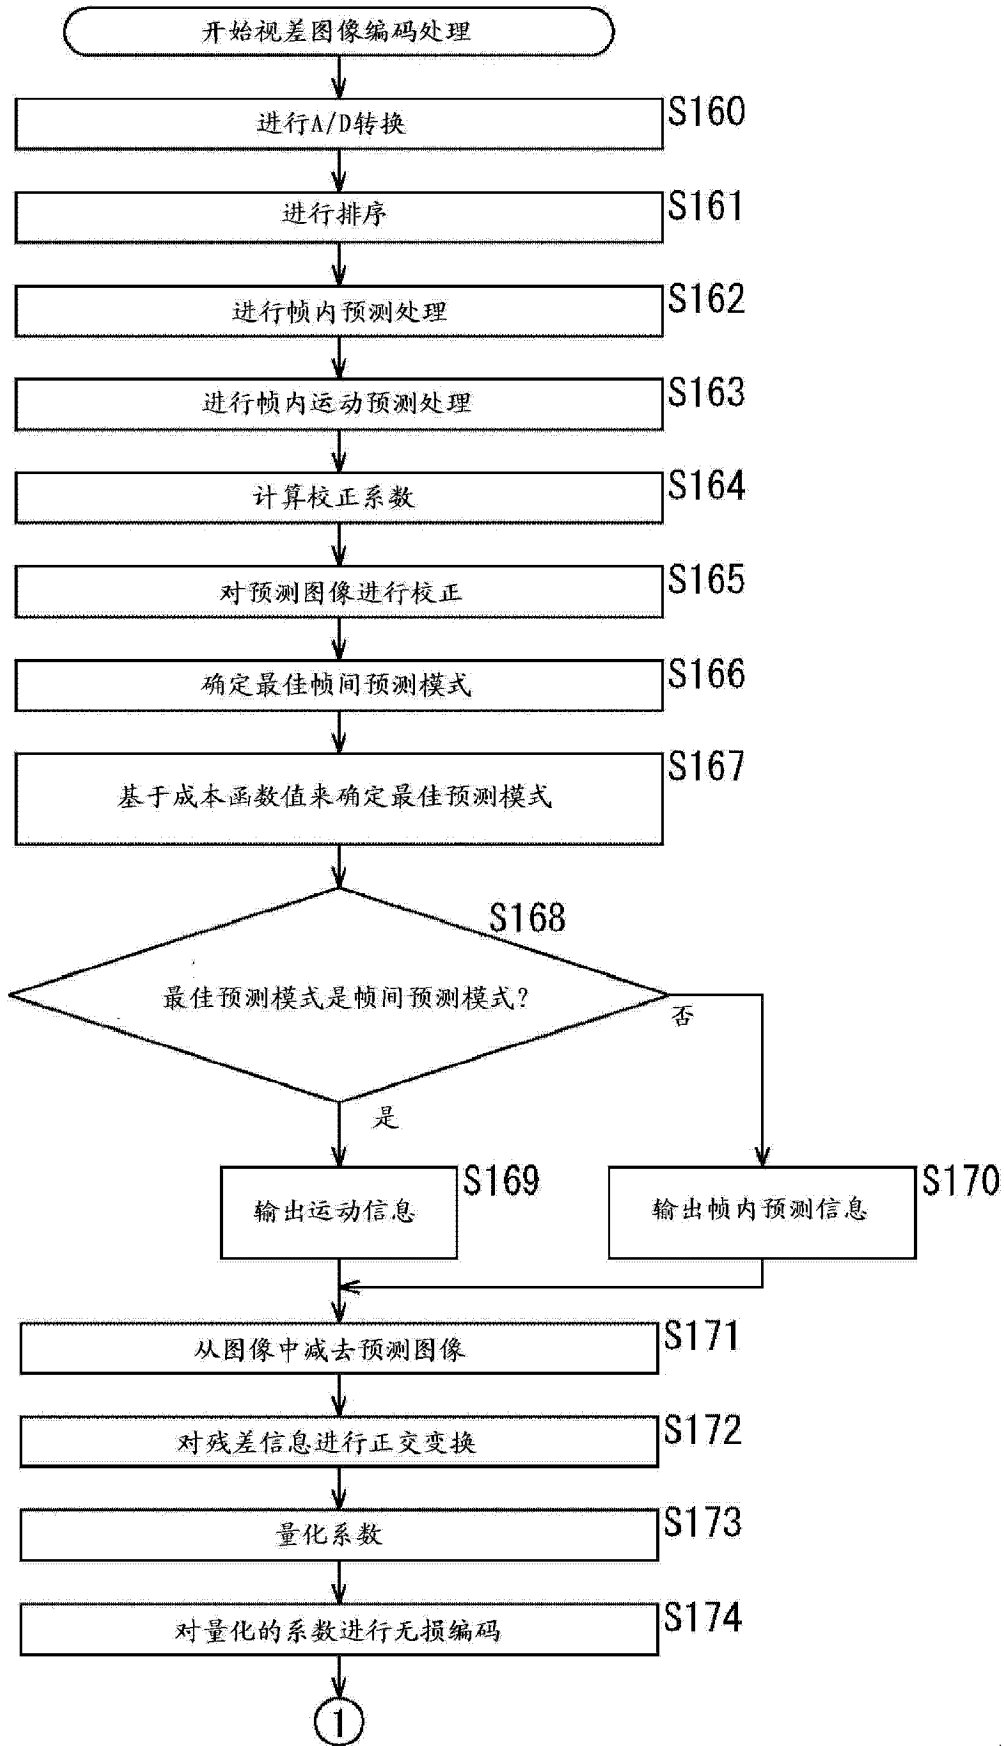 开始视差图像编码处理
进行A/D转换
S160
进行排序
S161
进行帧内预测处理
S162
进行帧内运动预测处理
S163
计算校正系数
S164
对预测图像进行校正
S165
确定最佳帧间预测模式
S166
基于成本函数值来确定最佳预测模式
S167
S168
最佳预测模式是帧间预测模式？
否
是
输出运动信息
S169
输出帧内预测信息
S170
从图像中减去预测图像
S171
对残差信息进行正交变换
S172
量化系数
S173
对量化的系数进行无损编码
S174
1